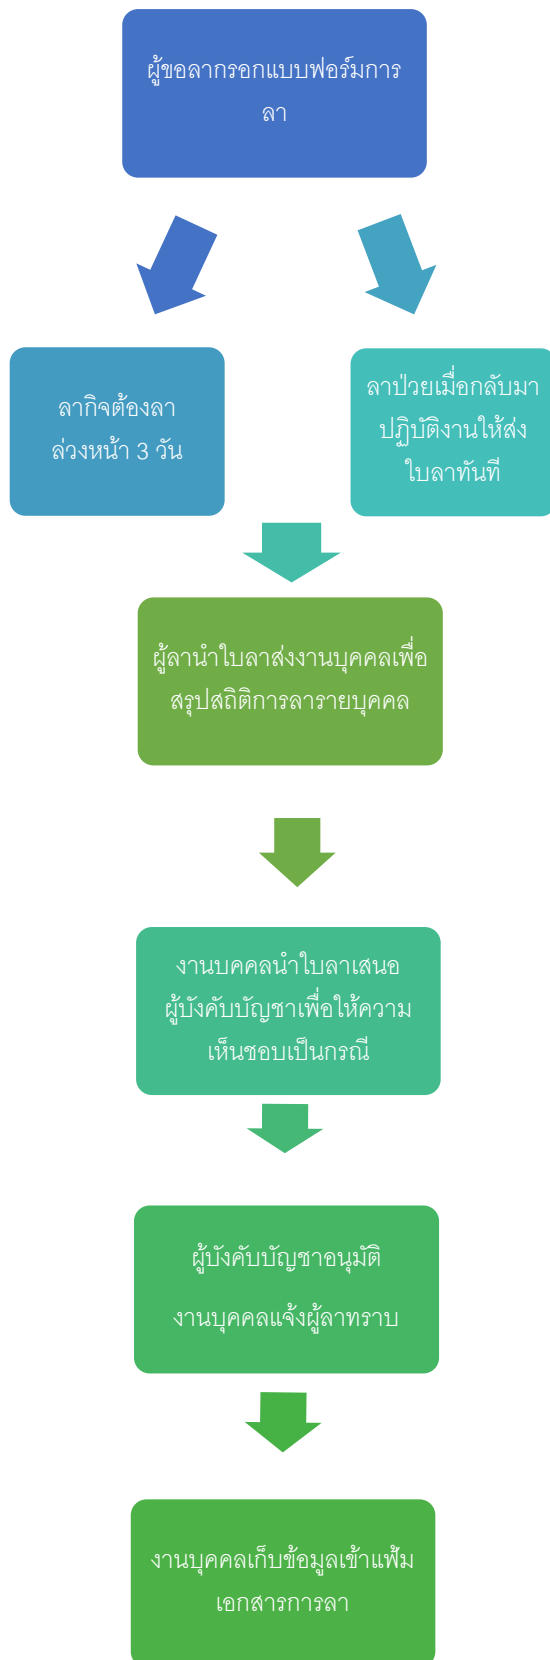 ผู้ขอลากรอกแบบฟอร์มการ
ลา
ลากิจต้องลา
ล่วงหน้า 3 วัน
ลาป่วยเมื่อกลับมา
ปฏิบัติงานให้ส่ง
ใบลาทันที
ผู้ลานำใบลาส่งงานบุคคลเพื่อ
สรุปสถิติการลารายบุคคล
งานบคคลนำใบลาเสนอ
ผู้บังคับบัญชาเพื่อให้ความ
เห็นชอบเป็นกรณี
ผู้บังคับบัญชาอนุมัติ
งานบุคคลแจ้งผู้ลาทราบ
งานบุคคลเก็บข้อมูลเข้าแฟ้ม
เอกสารการลา